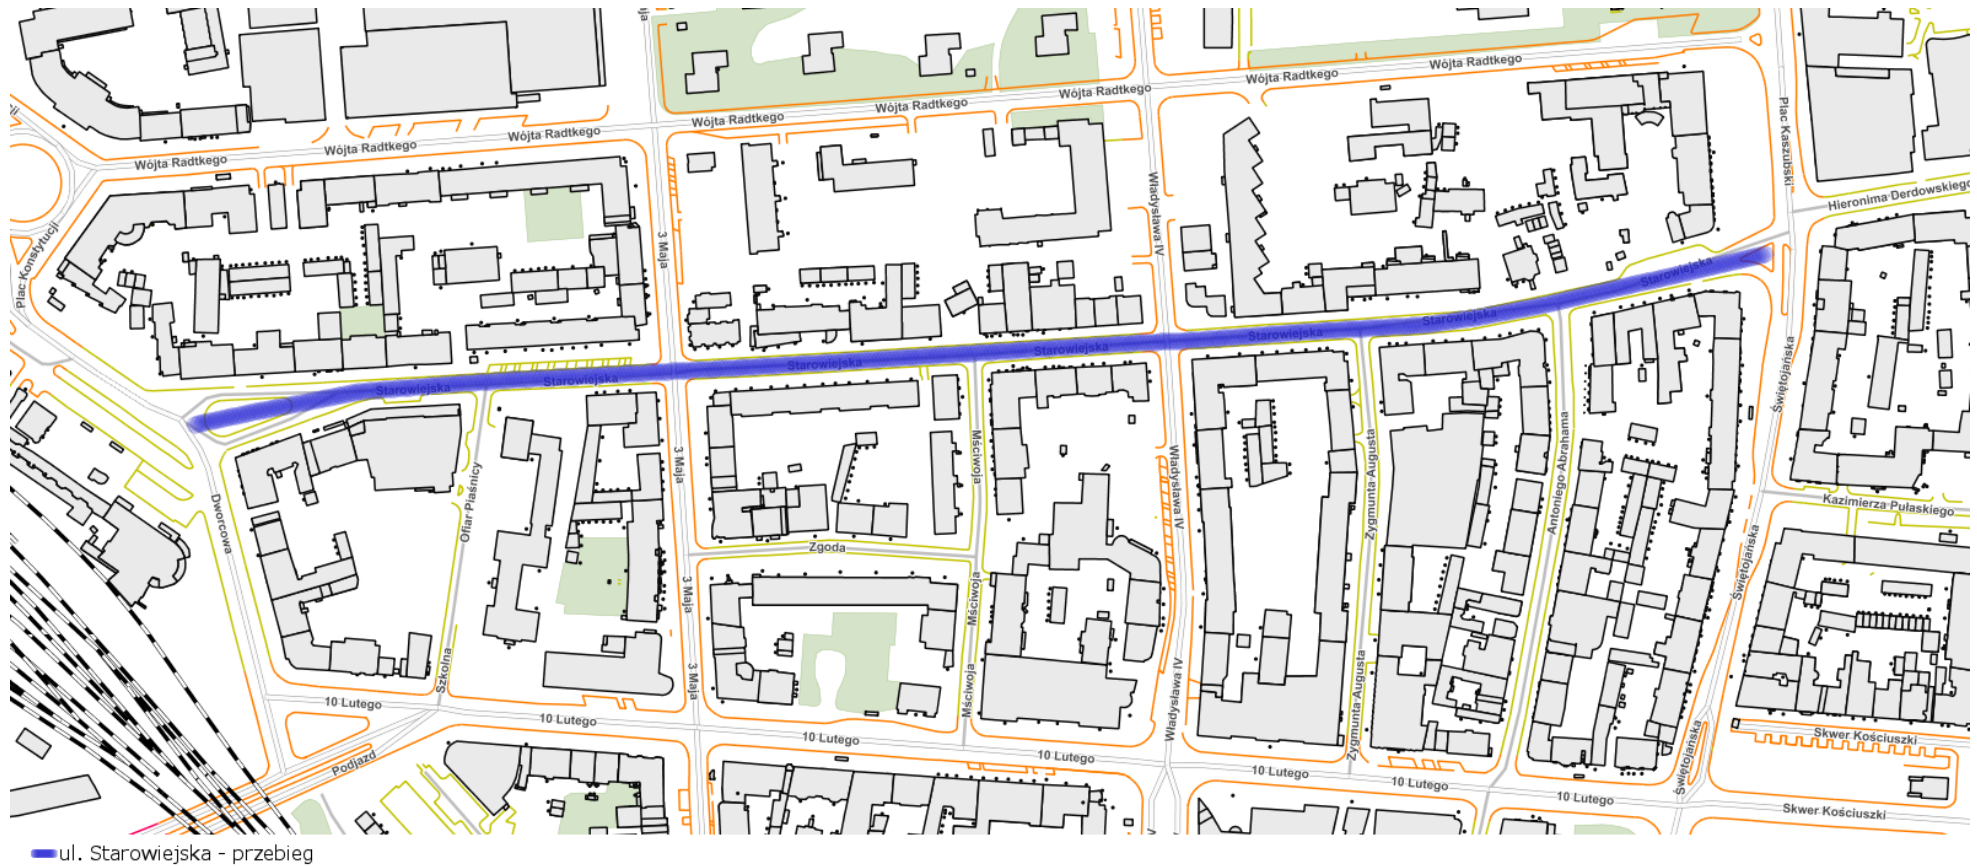 Maja
Wójta Radtkego
Wójta Radtkego
Wójta Radtkego
Wójta Radtkego
Wójta Radtkego
Wójta Radtkego
Wójta Radtkego
Wójta Radtkego
Plac Kaszubski
Hieronima Derdowskiego
Plac Konstytucji
3 Maja
Władysława IV
Starowiejska
Starowiejska
Starowiejska
Starowiejska
Starowiejska
Starowiejska
Starowiejska
Świętojańska
Dworcowa
Ofiar Piaśnicy
3 Maja
Mściwoja
Władysława IV
Zygmunta Augusta
Antoniego Abrahama
Kazimierza Pułaskiego
Zgoda
3 Maja
Mściwoja
Świętojańska
Szkolna
3 Maja
Mściwoja
Władysława IV
Zygmunta Augusta
10 Lutego
10 Lutego
10 Lutego
10 Lutego
10 Lutego
10 Lutego
10 Lutego
Świętojańska
Skwer Kościuszki
Skwer Kościuszki
Podjazd
ul. Starowiejska - przebieg